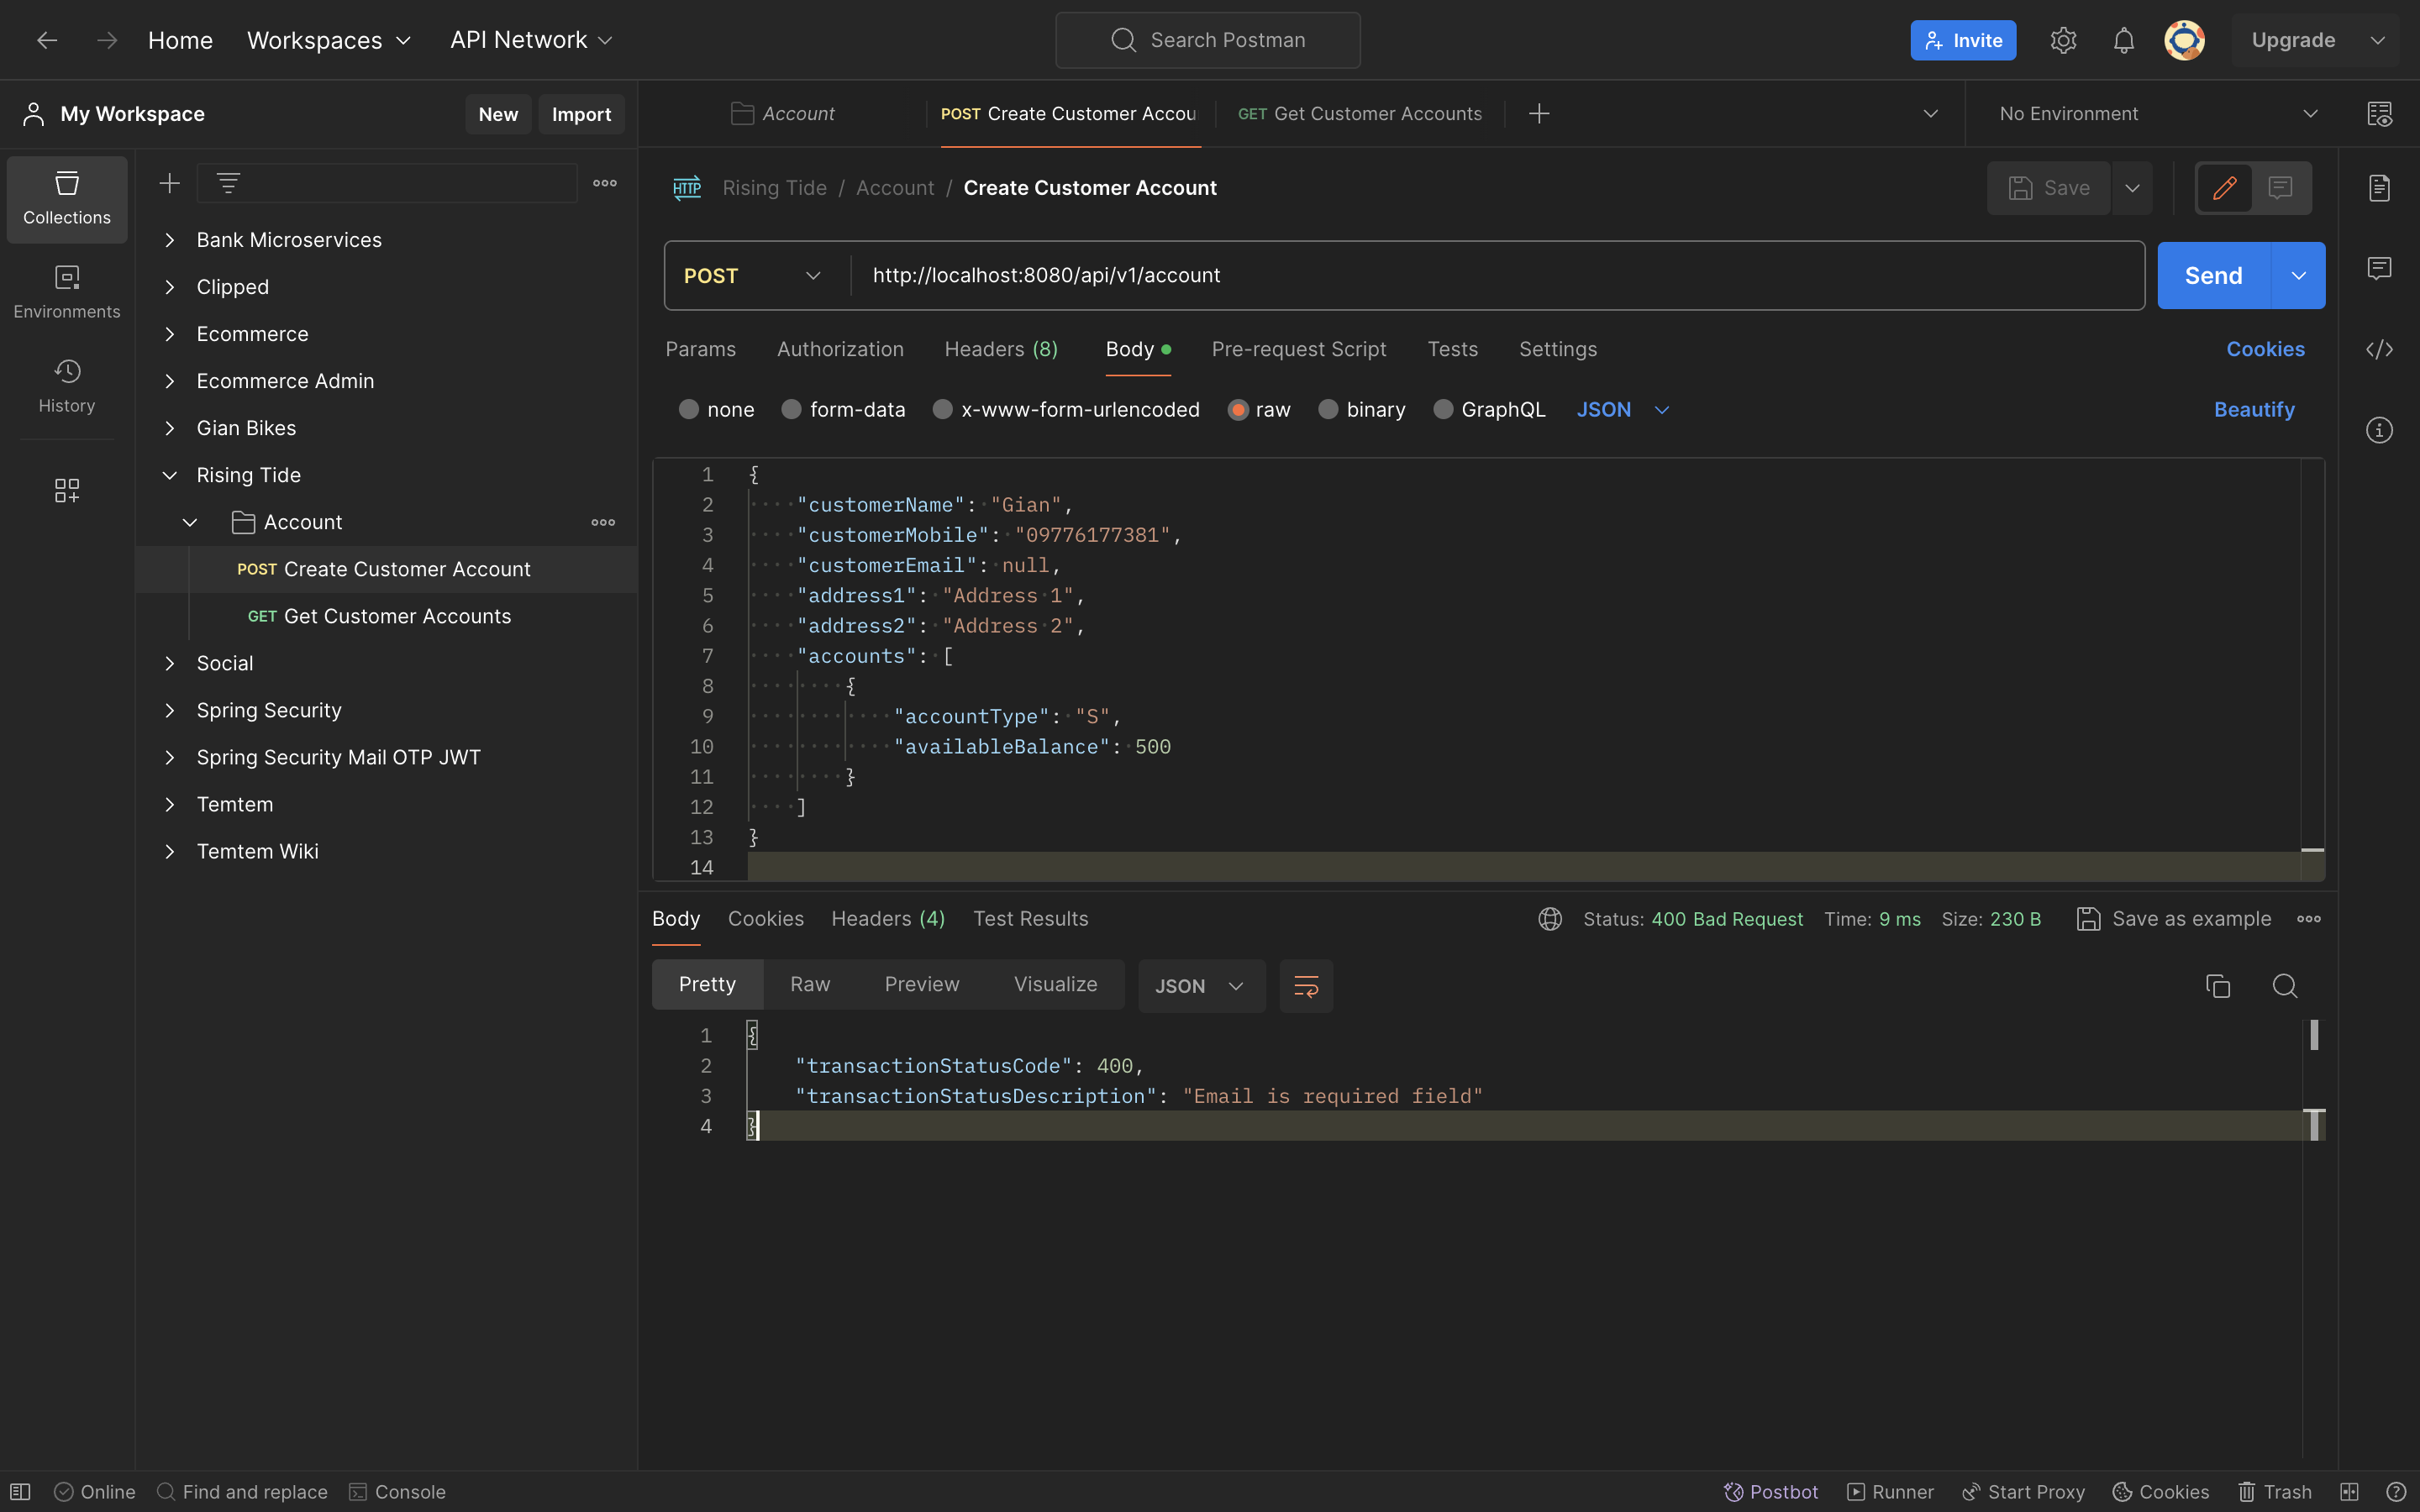 Home Workspaces API Network Search Postman Invite Upgrade
My Workspace New Import Account POST Create Customer Accou GET Get Customer Accounts No Environment
Collections
Environments
History
Bank Microservices
Clipped
Ecommerce
Ecommerce Admin
Gian Bikes
Rising Tide
Account
POST Create Customer Account
GET Get Customer Accounts
Social
Spring Security
Spring Security Mail OTP JWT
Temtem
Temtem Wiki
HTTP Rising Tide / Account / Create Customer Account Save
POST http://localhost:8080/api/v1/account Send
Params Authorization Headers (8) Body Pre-request Script Tests Settings Cookies
none form-data x-www-form-urlencoded raw binary GraphQL JSON Beautify
1 {
2 "customerName": "Gian",
3 "customerMobile": "09776177381",
4 "customerEmail": null,
5 "address1": "Address 1",
6 "address2": "Address 2",
7 "accounts": [
8 {
9 "accountType": "S",
10 "availableBalance": 500
11 }
12 ]
13 }
14
Body Cookies Headers (4) Test Results Status: 400 Bad Request Time: 9 ms Size: 230 B Save as example
Pretty Raw Preview Visualize JSON
1 {
2 "transactionStatusCode": 400,
3 "transactionStatusDescription": "Email is required field"
4 }
Online Find and replace Console Postbot Runner Start Proxy Cookies Trash